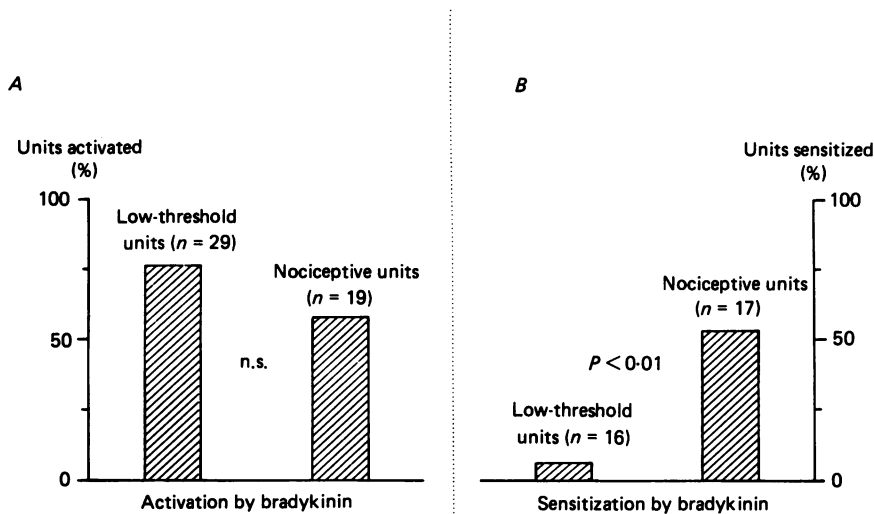 A
Units activated
(%)
100
50
0
Low-threshold
units (n = 29)
Nociceptive units
(n = 19)
n.s.
Activation by bradykinin
B
Units sensitized
(%)
100
50
0
Nociceptive units
(n = 17)
P < 0·01
Low-threshold
units (n = 16)
Sensitization by bradykinin